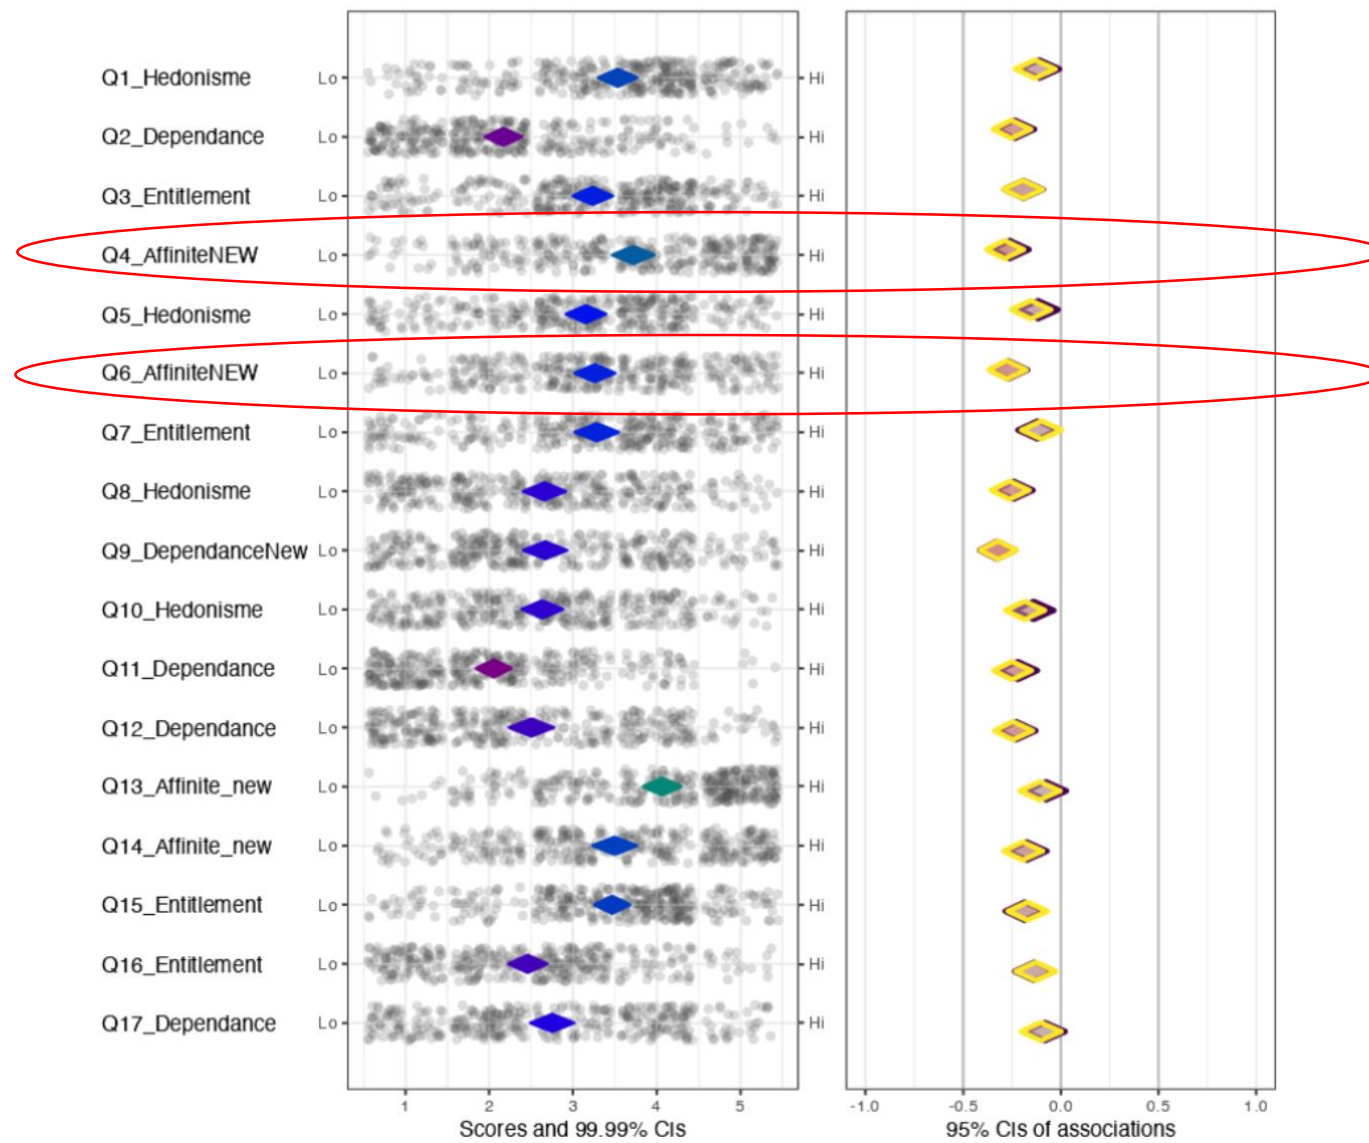 Q1_Hedonisme Lo Hi
Q2_Dependance Lo Hi
Q3_Entitlement Lo Hi
Q4_AffiniteNEW Lo Hi
Q5_Hedonisme Lo Hi
Q6_AffiniteNEW Lo Hi
Q7_Entitlement Lo Hi
Q8_Hedonisme Lo Hi
Q9_DependanceNew Lo Hi
Q10_Hedonisme Lo Hi
Q11_Dependance Lo Hi
Q12_Dependance Lo Hi
Q13_Affinite_new Lo Hi
Q14_Affinite_new Lo Hi
Q15_Entitlement Lo Hi
Q16_Entitlement Lo Hi
Q17_Dependance Lo Hi
1 2 3 4 5 -1.0 -0.5 0.0 0.5 1.0
Scores and 99.99% CIs 95% CIs of associations